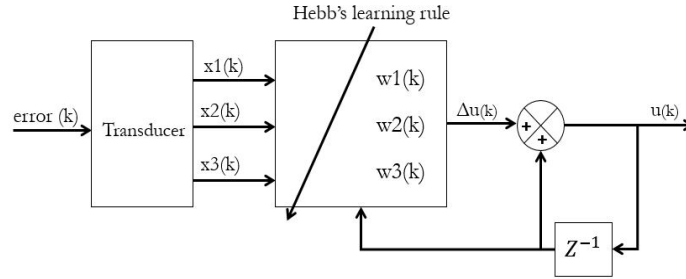 Hebb's learning rule
error (k)
Transducer
x1(k)
x2(k)
x3(k)
w1(k)
w2(k)
w3(k)
Δu(k)
+
+
u(k)
Z⁻¹